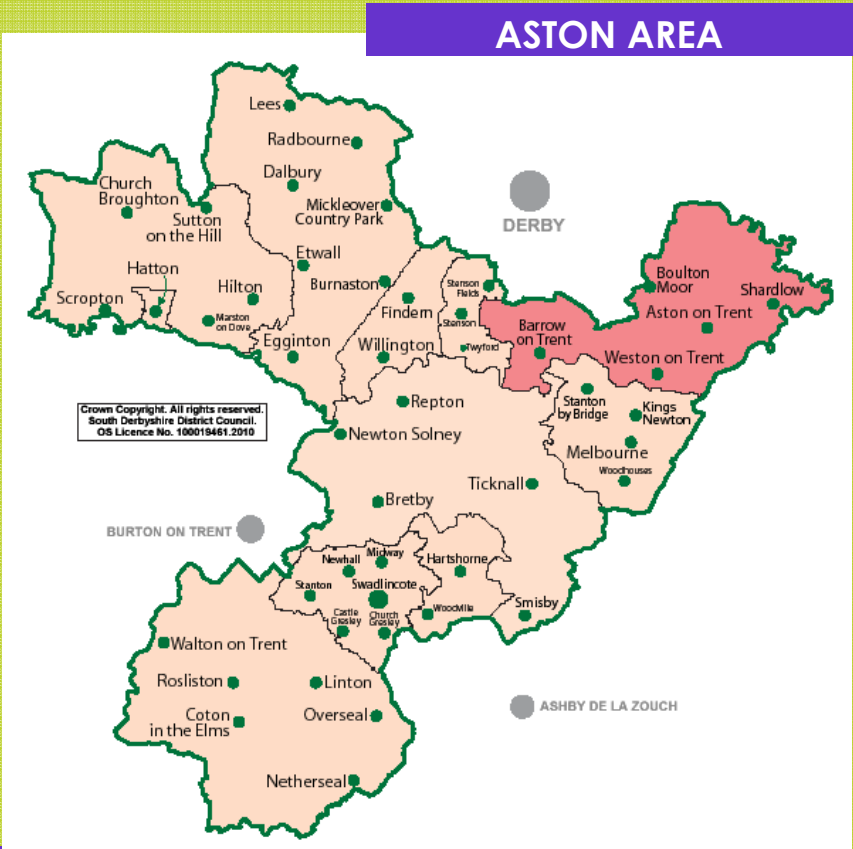 ASTON AREA
Lees
Radbourne
Dalbury
Church
Broughton
Mickleover
Country Park
Sutton
on the Hill
DERBY
Etwall
Hatton
Burnaston
Hilton
Stenson
Fields
Boulton
Moor
Shardlow
Scropton
Findern
Aston on Trent
Marston
on Dove
Stenson
Barrow
on Trent
Egginton
Willington
Twyford
Weston on Trent
Crown Copyright. All rights reserved.
South Derbyshire District Council.
OS Licence No. 100019461.2010
Repton
Stanton
by Bridge
Kings
Newton
Newton Solney
Melbourne
Woodhouses
Ticknall
Bretby
BURTON ON TRENT
Midway
Newhall
Hartshorne
Stanton
Swadlincote
Castle
Gresley
Church
Gresley
Woodville
Smisby
Walton on Trent
Rosliston
Linton
Coton
in the Elms
Overseal
ASHBY DE LA ZOUCH
Netherseal